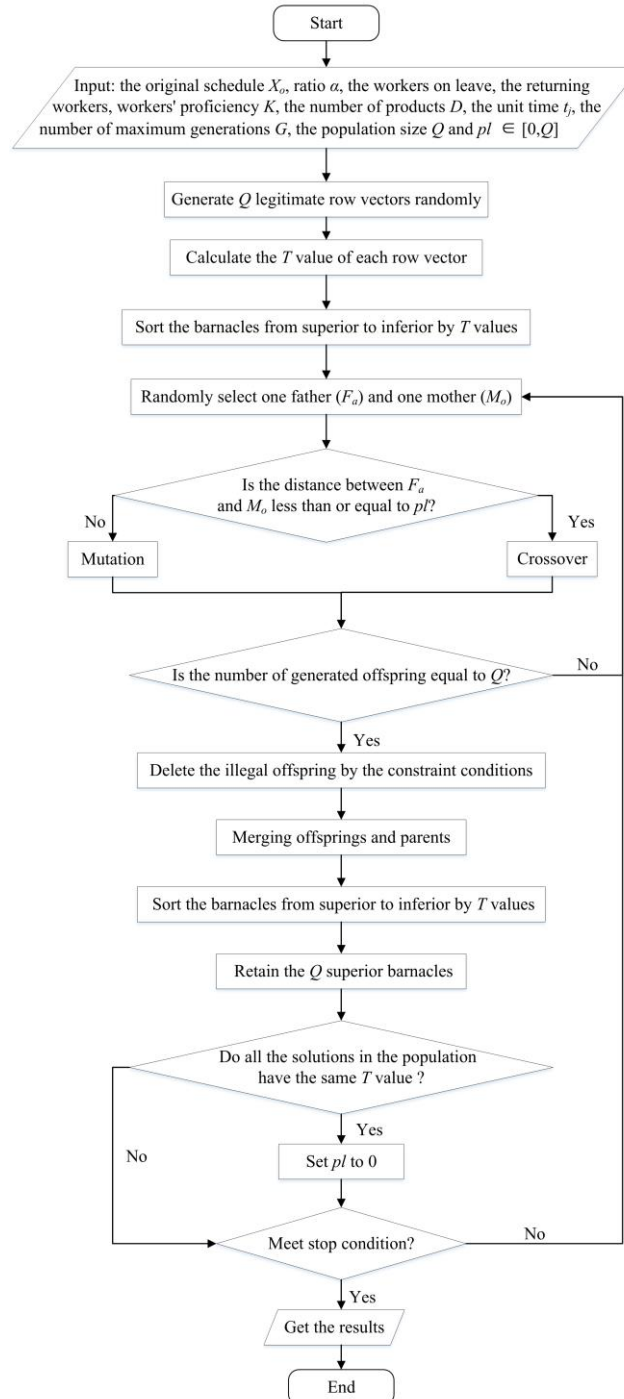 Start
Input: the original schedule Xₒ, ratio α, the workers on leave, the returning
workers, workers' proficiency K, the number of products D, the unit time tⱼ, the
number of maximum generations G, the population size Q and pl ∈ [0,Q]
Generate Q legitimate row vectors randomly
Calculate the T value of each row vector
Sort the barnacles from superior to inferior by T values
Randomly select one father (Fₐ) and one mother (Mₒ)
Is the distance between Fₐ
and Mₒ less than or equal to pl?
No
Yes
Mutation
Crossover
Is the number of generated offspring equal to Q?
No
Yes
Delete the illegal offspring by the constraint conditions
Merging offsprings and parents
Sort the barnacles from superior to inferior by T values
Retain the Q superior barnacles
Do all the solutions in the population
have the same T value ?
Yes
No
Set pl to 0
Meet stop condition?
No
Yes
Get the results
End